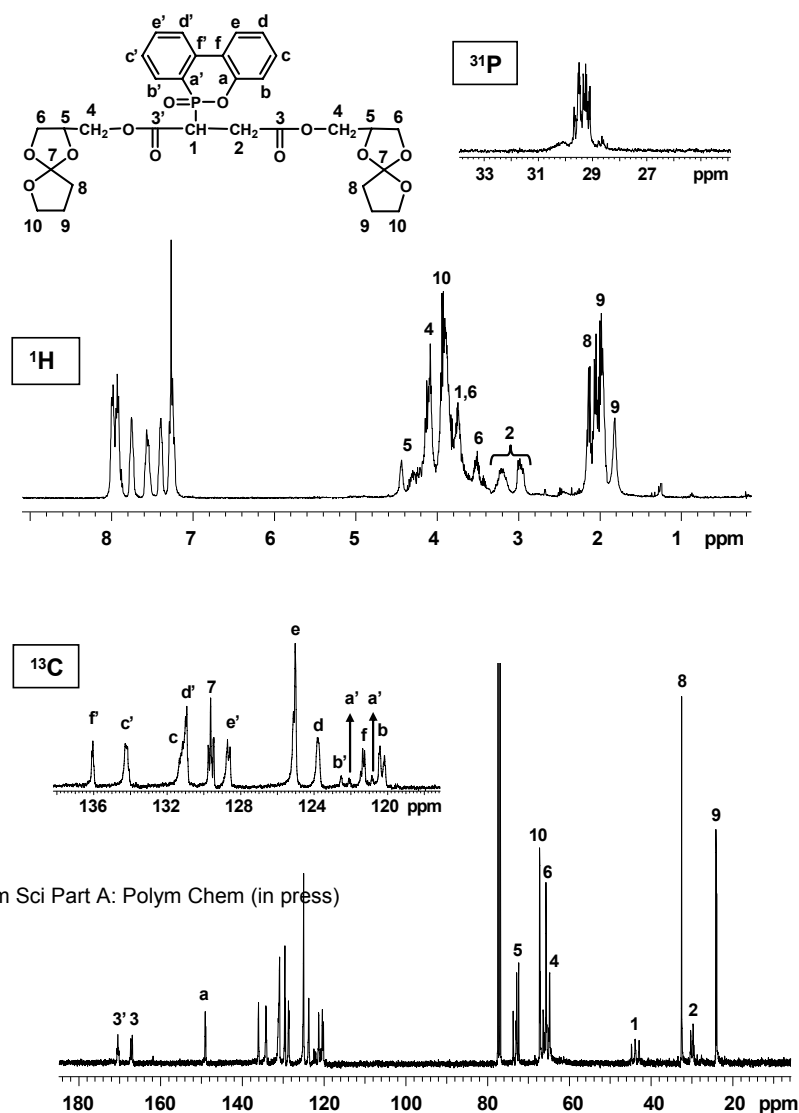 e' d' e d
c' f' f c
b' a' a b
O=P-O
6 5 4 3' 3 4 5 6
CH2 O CH CH2 O CH2
O O O 1 2 O O O
7 7
O O O O
8 8
10 9 9 10
31P
33 31 29 27 ppm
1H
10
9
4 8
1,6 9
5 6 2
8 7 6 5 4 3 2 1 ppm
13C
e
d' 7 a' a'
f' c' c e' d f b
b'
136 132 128 124 120 ppm
8
10 9
6
m Sci Part A: Polym Chem (in press)
5 4
a
3' 3 1 2
180 160 140 120 100 80 60 40 20 ppm